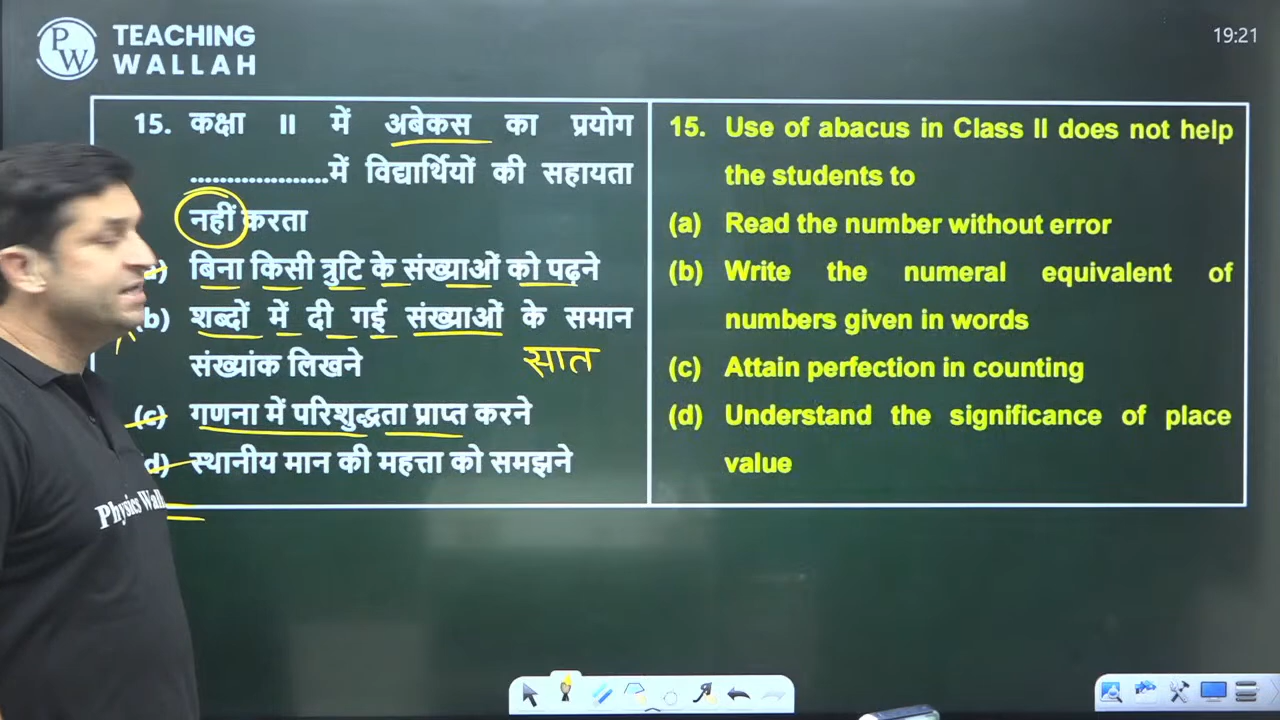 TEACHING
WALLAH
19:21
15. कक्षा II में अबेकस का प्रयोग
....................में विद्यार्थियों की सहायता
नहीं करता
बिना किसी त्रुटि के संख्याओं को पढ़ने
(b) शब्दों में दी गई संख्याओं के समान
संख्यांक लिखने
सात
(c) गणना में परिशुद्धता प्राप्त करने
d) स्थानीय मान की महत्ता को समझने
15. Use of abacus in Class II does not help
the students to
(a) Read the number without error
(b) Write the numeral equivalent of
numbers given in words
(c) Attain perfection in counting
(d) Understand the significance of place
value
PW
Physics Wall